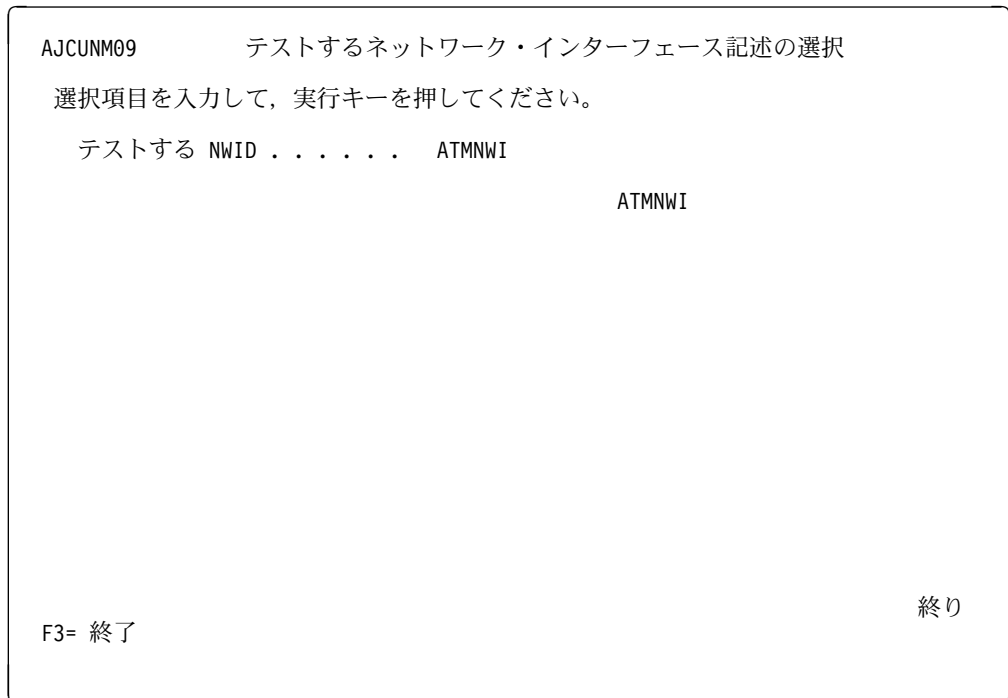 AJCUNM09 テストするネットワーク・インターフェース記述の選択
選択項目を入力して, 実行キーを押してください。
テストする NWID . . . . . . ATMNWI
ATMNWI
終り
F3= 終了